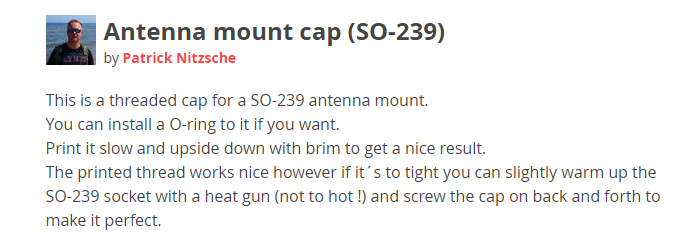 Antenna mount cap (SO-239)
by Patrick Nitzsche
This is a threaded cap for a SO-239 antenna mount.
You can install a O-ring to it if you want.
Print it slow and upside down with brim to get a nice result.
The printed thread works nice however if it´s to tight you can slightly warm up the
SO-239 socket with a heat gun (not to hot !) and screw the cap on back and forth to
make it perfect.